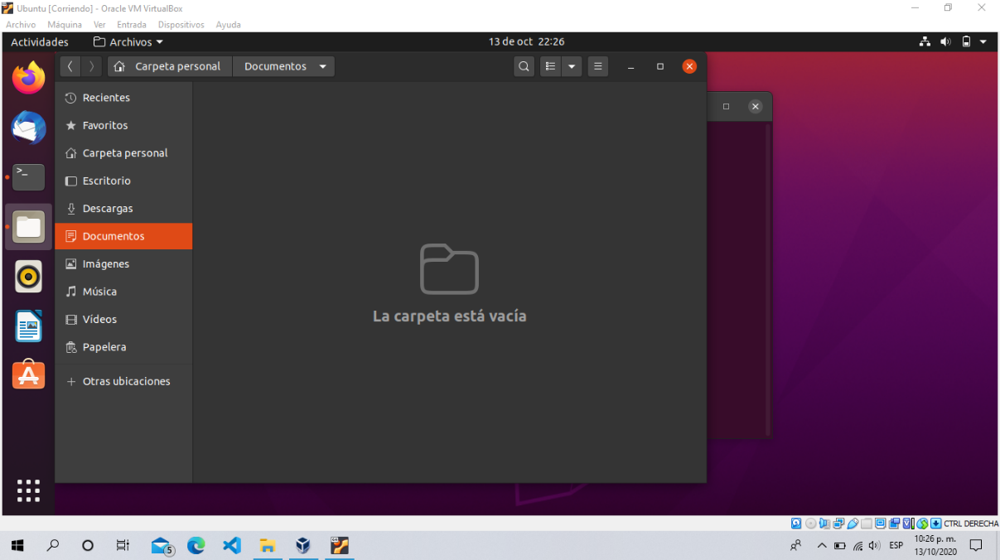 Ubuntu [Corriendo] - Oracle VM VirtualBox
Archivo Máquina Ver Entrada Dispositivos Ayuda
Actividades Archivos 13 de oct 22:26
Carpeta personal Documentos
Recientes
Favoritos
Carpeta personal
Escritorio
Descargas
Documentos
Imágenes
Música
Vídeos
Papelera
Otras ubicaciones
La carpeta está vacía
CTRL DERECHA
5
ESP
10:26 p. m.
13/10/2020